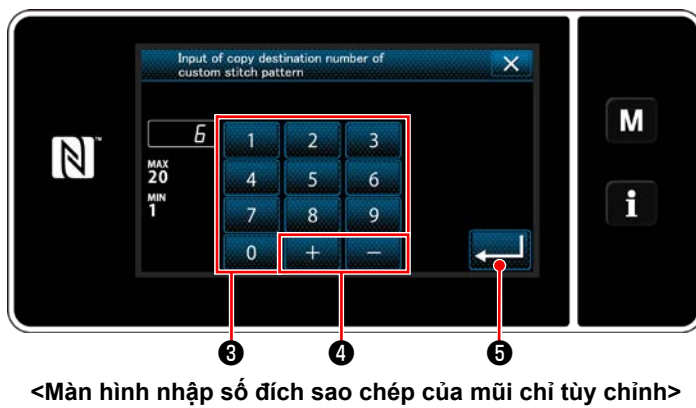 Input of copy destination number of
custom stitch pattern
6
MAX
20
MIN
1
1 2 3
4 5 6
7 8 9
0 + −
M
i
❸ ❹ ❺
<Màn hình nhập số đích sao chép của mũi chỉ tùy chỉnh>